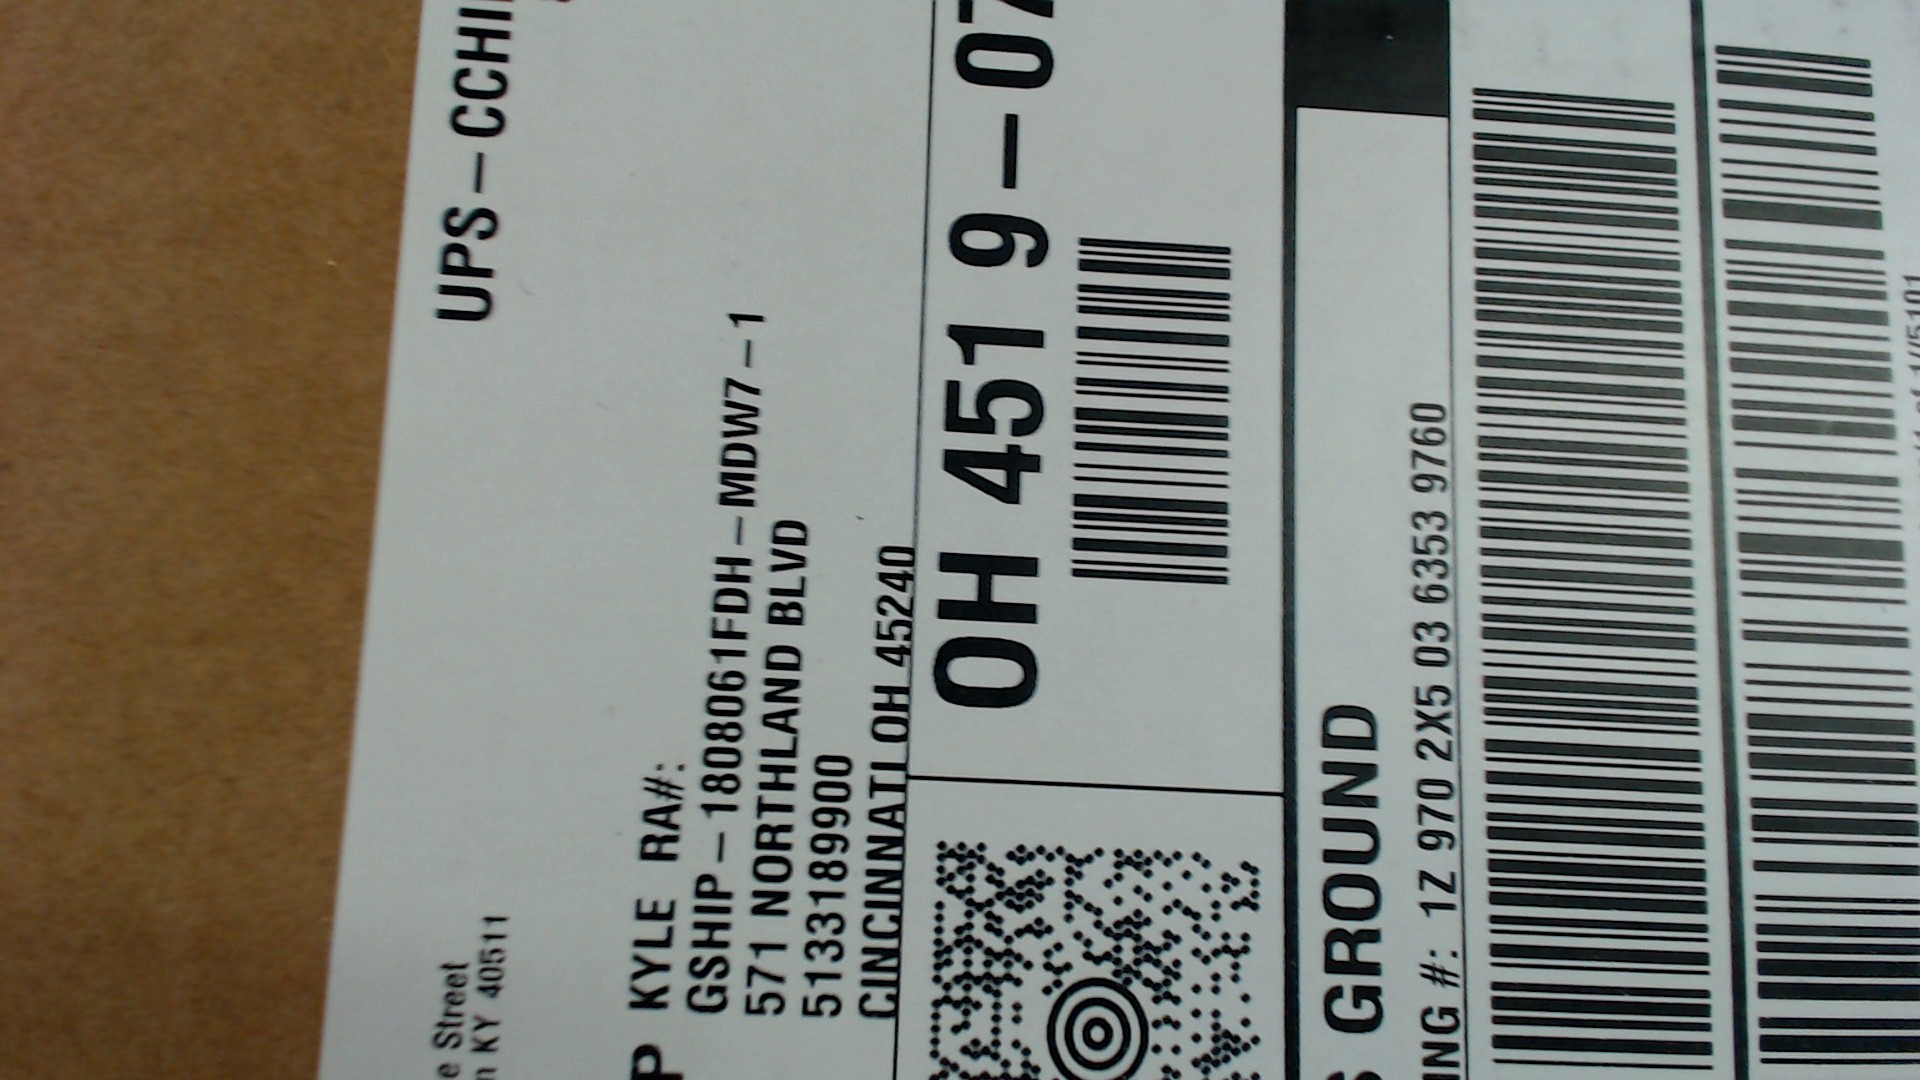 e Street
n KY 40511
UPS-CCHI
P KYLE RA#:
GSHIP-1808061FDH-MDW7-1
571 NORTHLAND BLVD
5133189900
CINCINNATI OH 45240
OH 451 9-07
S GROUND
ING #: 1Z 970 2X5 03 6353 9760